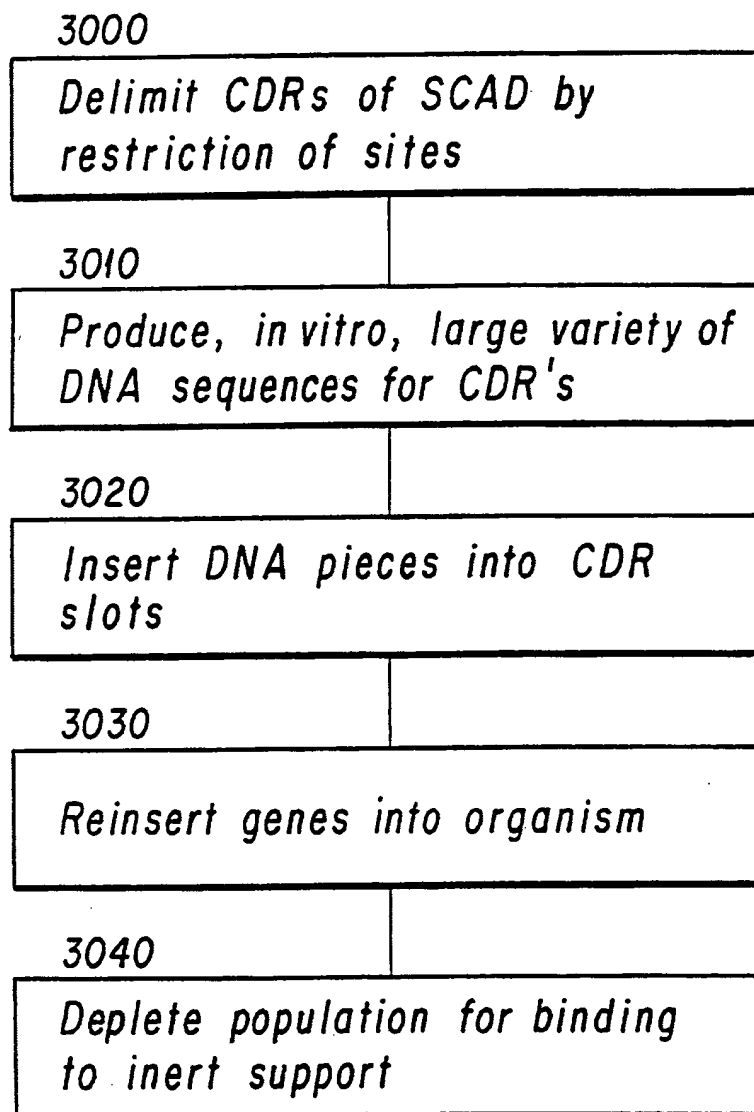 3000
Delimit CDRs of SCAD by
restriction of sites
3010
Produce, in vitro, large variety of
DNA sequences for CDR's
3020
Insert DNA pieces into CDR
slots
3030
Reinsert genes into organism
3040
Deplete population for binding
to inert support